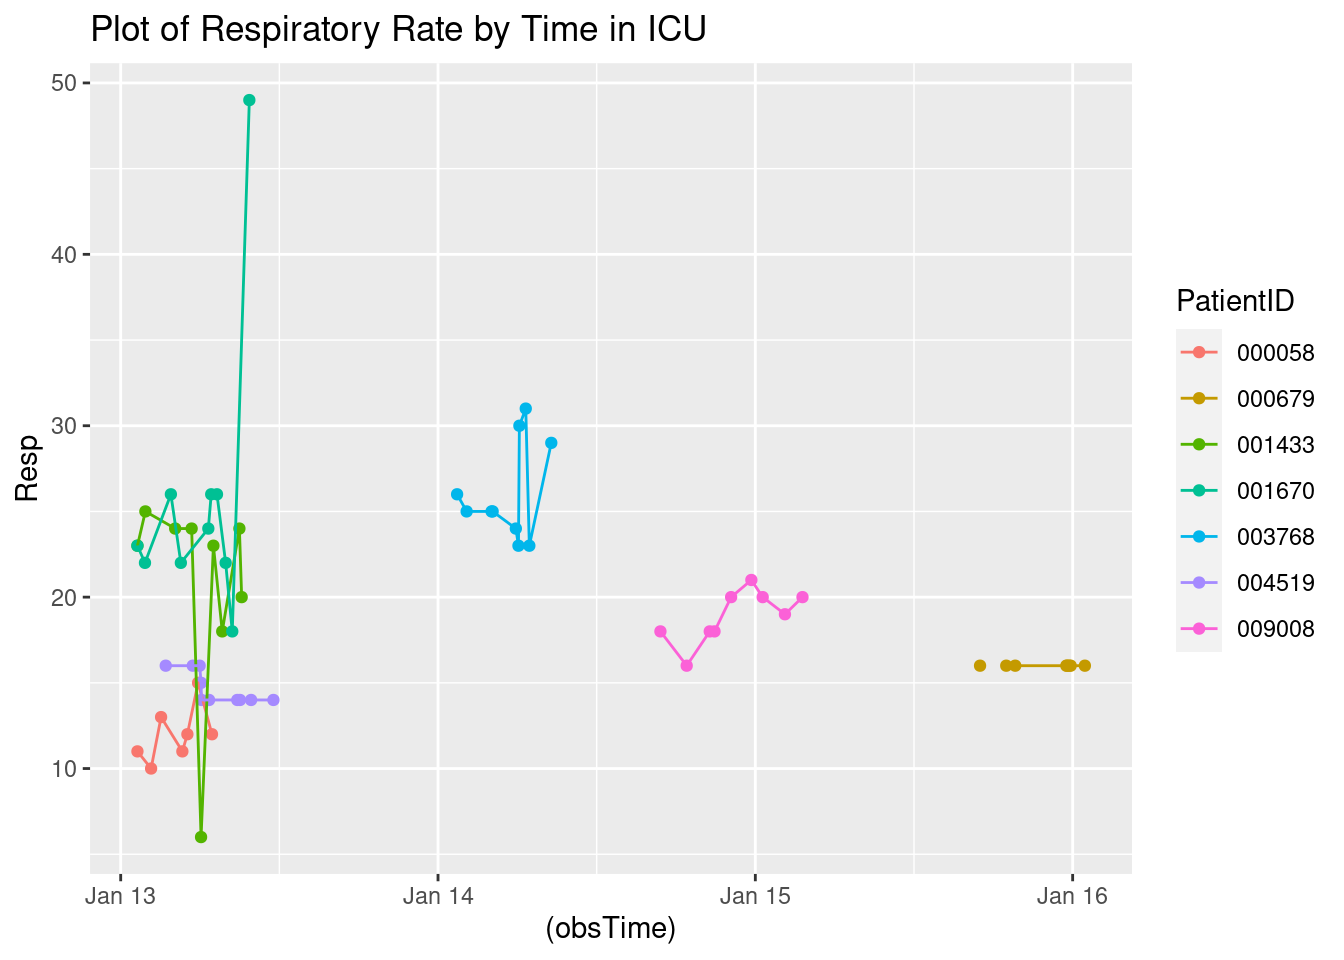 Plot of Respiratory Rate by Time in ICU
50
40
30
20
10
Resp
Jan 13
Jan 14
Jan 15
Jan 16
(obsTime)
PatientID
000058
000679
001433
001670
003768
004519
009008